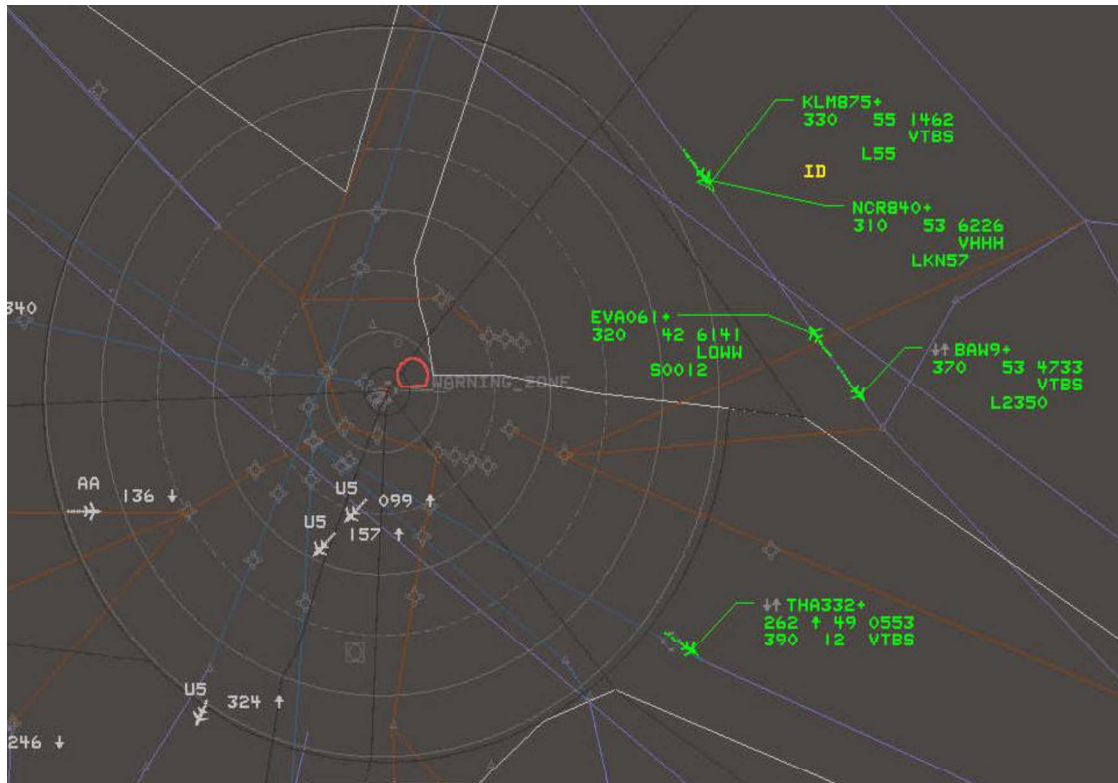 KLM875+
330 55 1462
VTBS
L55
ID
NCR840+
310 53 6226
VHHH
LKN57
340
EVA061+
320 42 6141
LOWW
S0012
↓↑ BAW9+
370 53 4733
VTBS
L2350
WARNING_ZONE
AA 136 ↓
U5 099 ↑
U5 157 ↑
↓↑ THA332+
262 ↑ 49 0553
390 12 VTBS
U5 324 ↑
246 ↓